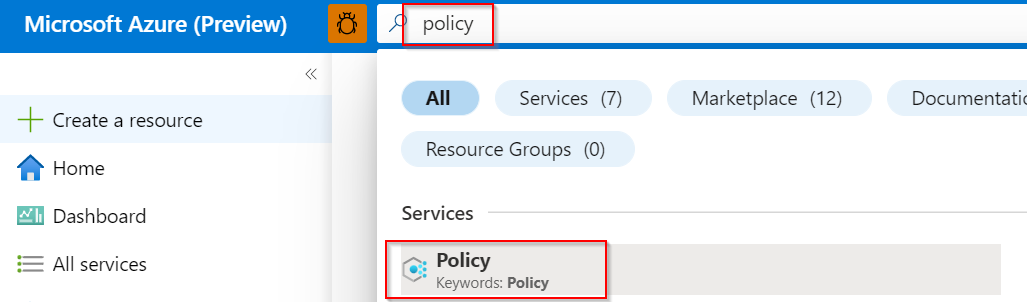 Microsoft Azure (Preview)
policy
«
All
Services (7)
Marketplace (12)
Resource Groups (0)
Create a resource
Home
Dashboard
All services
Services
Policy
Keywords: Policy